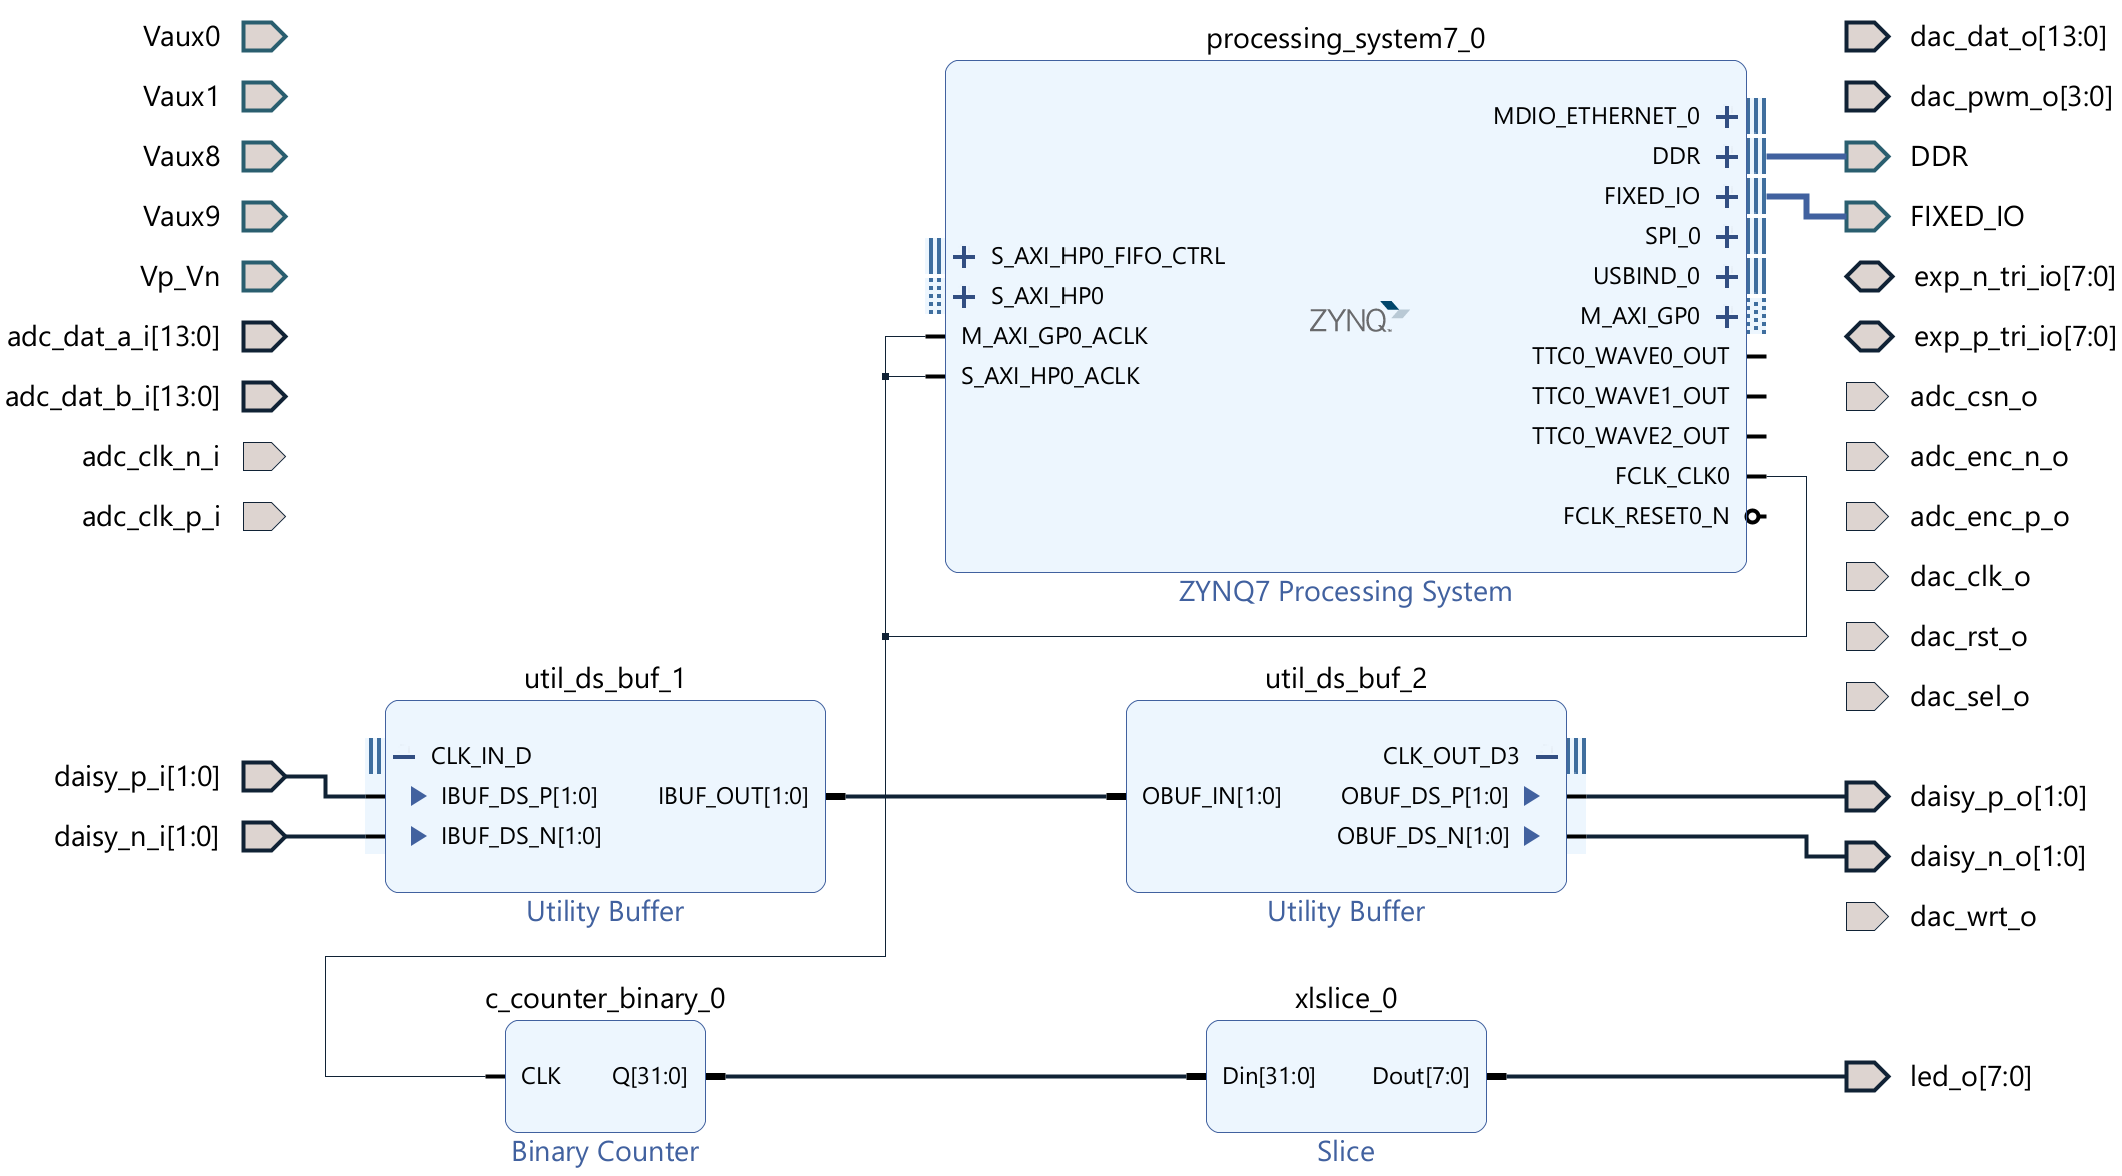 Vaux0
Vaux1
Vaux8
Vaux9
Vp_Vn
adc_dat_a_i[13:0]
adc_dat_b_i[13:0]
adc_clk_n_i
adc_clk_p_i
processing_system7_0
MDIO_ETHERNET_0
DDR
FIXED_IO
SPI_0
S_AXI_HP0_FIFO_CTRL
USBIND_0
S_AXI_HP0
M_AXI_GP0
ZYNQ
M_AXI_GP0_ACLK
TTC0_WAVE0_OUT
S_AXI_HP0_ACLK
TTC0_WAVE1_OUT
TTC0_WAVE2_OUT
FCLK_CLK0
FCLK_RESET0_N
ZYNQ7 Processing System
dac_dat_o[13:0]
dac_pwm_o[3:0]
DDR
FIXED_IO
exp_n_tri_io[7:0]
exp_p_tri_io[7:0]
adc_csn_o
adc_enc_n_o
adc_enc_p_o
dac_clk_o
dac_rst_o
dac_sel_o
daisy_p_i[1:0]
daisy_n_i[1:0]
util_ds_buf_1
CLK_IN_D
IBUF_DS_P[1:0] IBUF_OUT[1:0]
IBUF_DS_N[1:0]
Utility Buffer
util_ds_buf_2
CLK_OUT_D3
OBUF_IN[1:0] OBUF_DS_P[1:0]
OBUF_DS_N[1:0]
Utility Buffer
daisy_p_o[1:0]
daisy_n_o[1:0]
dac_wrt_o
c_counter_binary_0
CLK Q[31:0]
Binary Counter
xlslice_0
Din[31:0] Dout[7:0]
Slice
led_o[7:0]